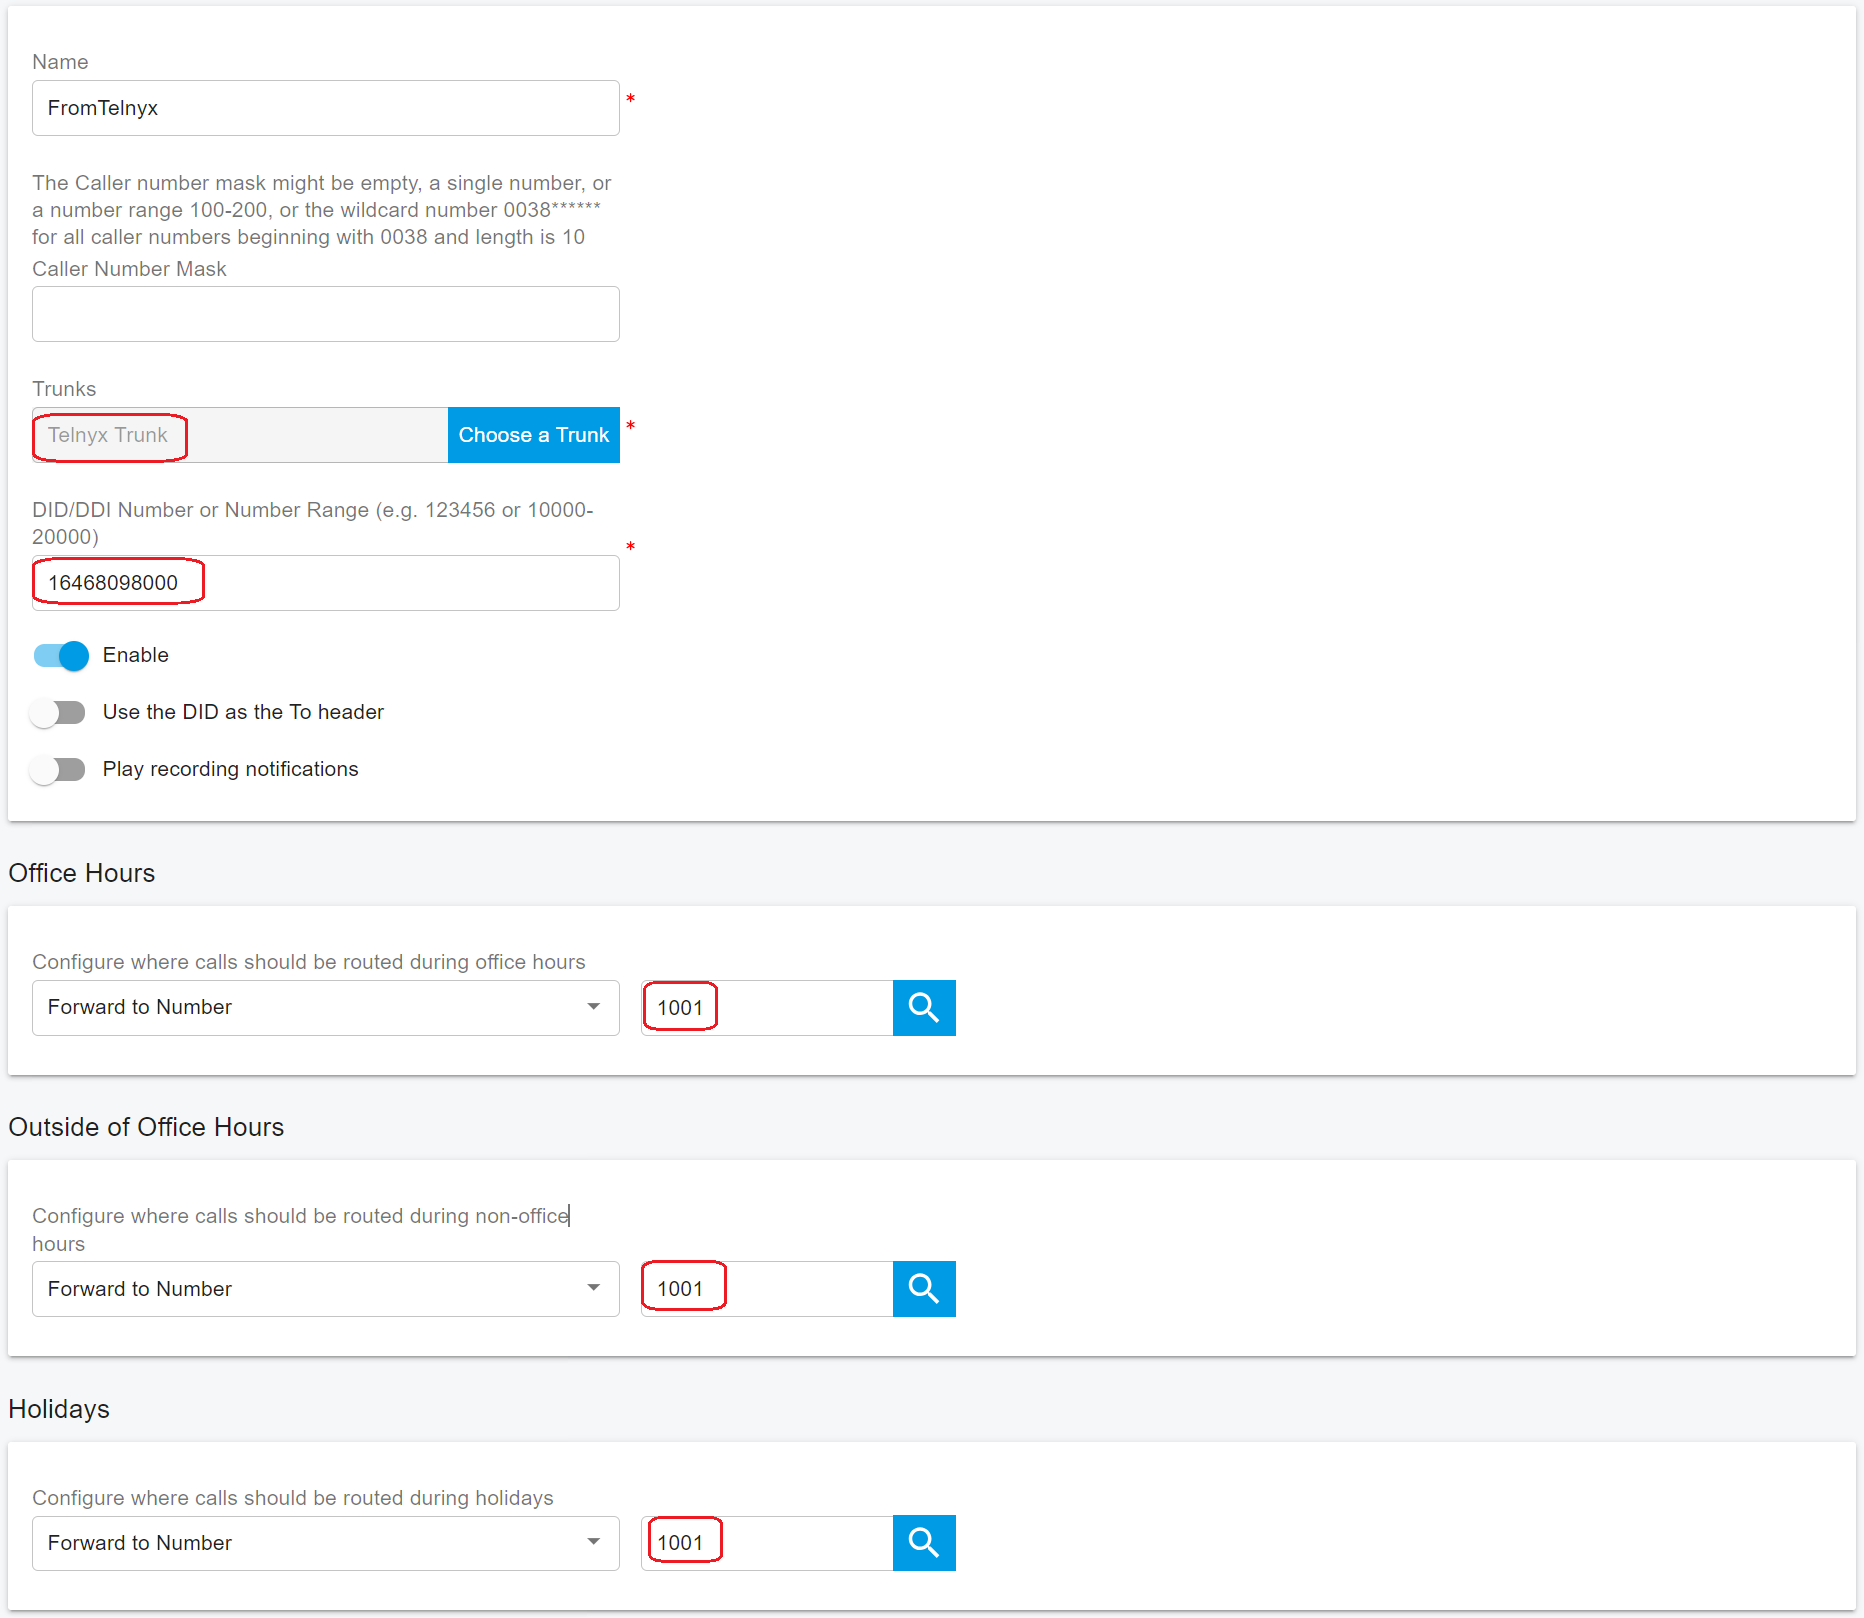 Name
FromTelnyx
*
The Caller number mask might be empty, a single number, or
a number range 100-200, or the wildcard number 0038******
for all caller numbers beginning with 0038 and length is 10
Caller Number Mask
Trunks
Telnyx Trunk
Choose a Trunk
*
DID/DDI Number or Number Range (e.g. 123456 or 10000-
20000)
*
16468098000
Enable
Use the DID as the To header
Play recording notifications
Office Hours
Configure where calls should be routed during office hours
Forward to Number
1001
Outside of Office Hours
Configure where calls should be routed during non-office
hours
Forward to Number
1001
Holidays
Configure where calls should be routed during holidays
Forward to Number
1001